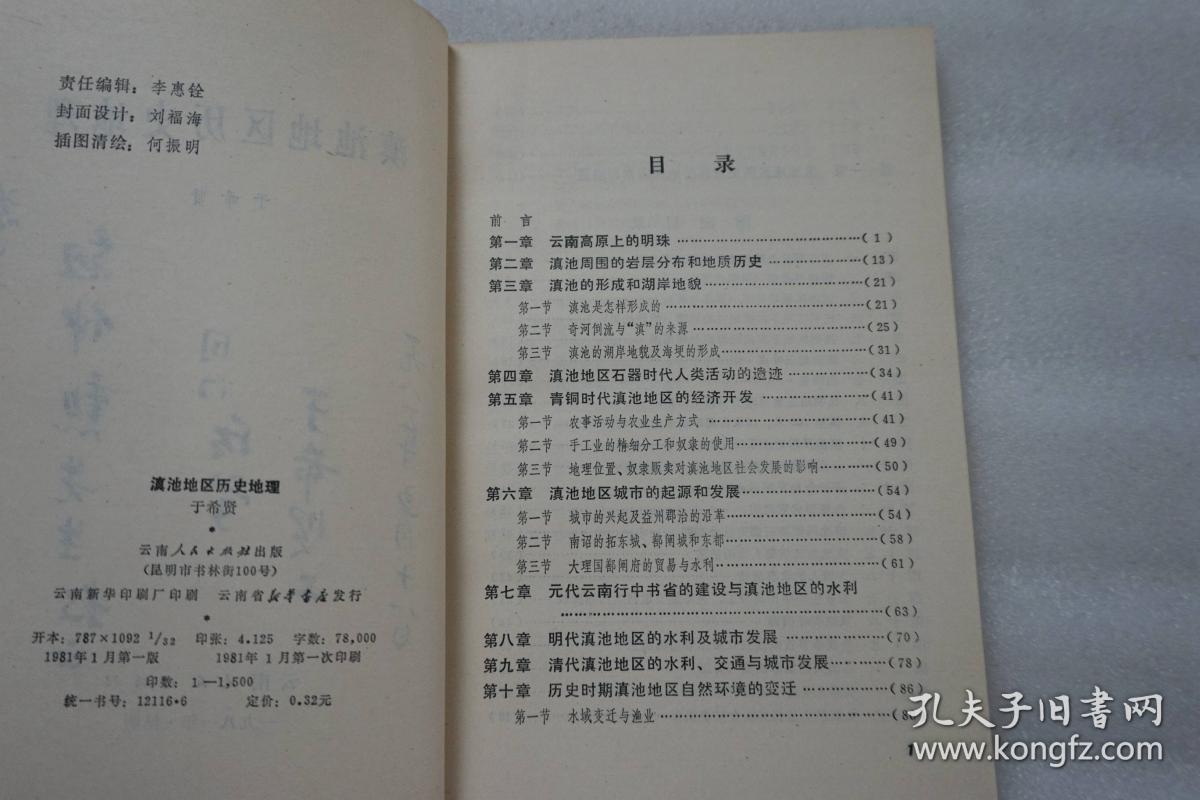 责任编辑：李惠铨
封面设计：刘福海
插图清绘：何振明
滇池地区历史地理
于希贤
云南人民出版社出版
(昆明市书林街100号)
云南新华印刷厂印刷 云南省新华书店发行
开本：787×1092 1/32 印张：4.125 字数：78,000
1981年1月第一版 1981年1月第一次印刷
印数：1—1,500
统一书号：12116·6 定价：0.32元
目 录
前 言
第一章 云南高原上的明珠 ……………………………………(1)
第二章 滇池周围的岩层分布和地质历史 …………………(13)
第三章 滇池的形成和湖岸地貌 ……………………………(21)
第一节 滇池是怎样形成的 …………………………………(21)
第二节 奇河倒流与“滇”的来源 ……………………………(25)
第三节 滇池的湖岸地貌及海埂的形成 ……………………(31)
第四章 滇池地区石器时代人类活动的遗迹 ………………(34)
第五章 青铜时代滇池地区的经济开发 ……………………(41)
第一节 农事活动与农业生产方式 …………………………(41)
第二节 手工业的精细分工和奴隶的使用 …………………(49)
第三节 地理位置、奴隶贩卖对滇池地区社会发展的影响 …(50)
第六章 滇池地区城市的起源和发展 ………………………(54)
第一节 城市的兴起及益州郡治的沿革 ……………………(54)
第二节 南诏的拓东城、鄯阐城和东都 ……………………(58)
第三节 大理国鄯阐府的贸易与水利 ………………………(61)
第七章 元代云南行中书省的建设与滇池地区的水利
……………………………………………………(63)
第八章 明代滇池地区的水利及城市发展 …………………(70)
第九章 清代滇池地区的水利、交通与城市发展 …………(78)
第十章 历史时期滇池地区自然环境的变迁 ………………(86)
第一节 水域变迁与渔业 ……………………………………
1
孔夫子旧书网
www.kongfz.com